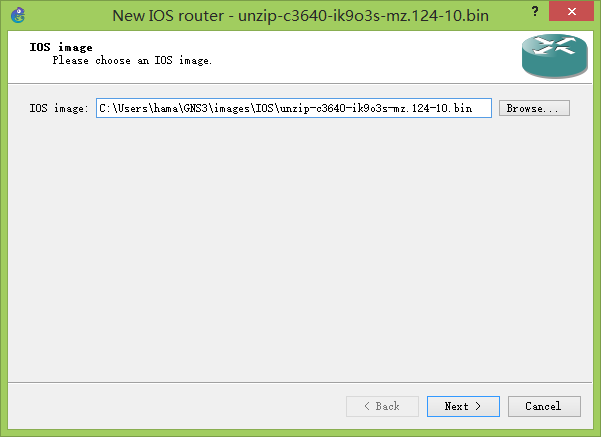 New IOS router - unzip-c3640-ik9o3s-mz.124-10.bin
?
IOS image
Please choose an IOS image.
IOS image: C:\Users\hama\GNS3\images\IOS\unzip-c3640-ik9o3s-mz.124-10.bin Browse...
< Back Next > Cancel